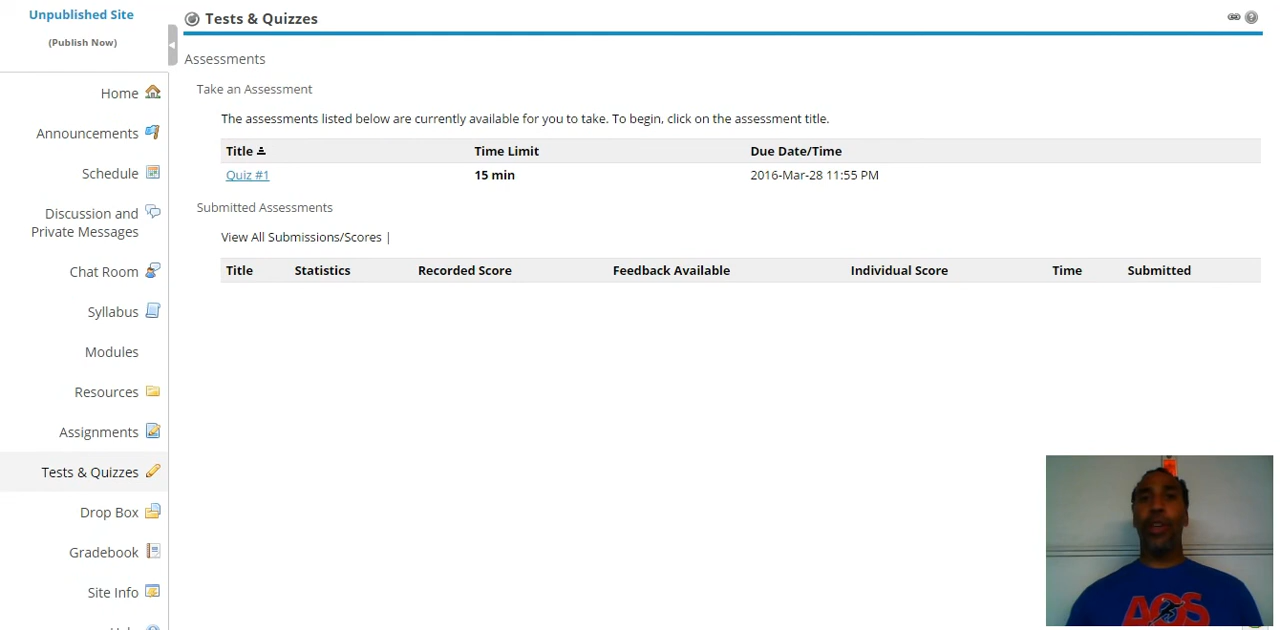 Unpublished Site
(Publish Now)
Home
Announcements
Schedule
Discussion and
Private Messages
Chat Room
Syllabus
Modules
Resources
Assignments
Tests & Quizzes
Drop Box
Gradebook
Site Info
Tests & Quizzes
Assessments
Take an Assessment
The assessments listed below are currently available for you to take. To begin, click on the assessment title.
Title Time Limit Due Date/Time
Quiz #1 15 min 2016-Mar-28 11:55 PM
Submitted Assessments
View All Submissions/Scores |
Title Statistics Recorded Score Feedback Available Individual Score Time Submitted
AOS